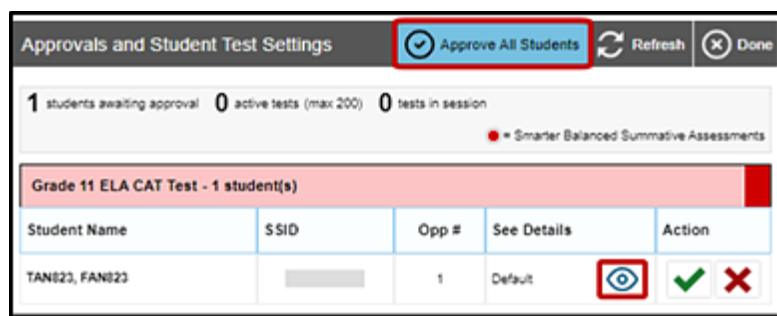 Approvals and Student Test Settings Approve All Students Refresh Done
1 students awaiting approval 0 active tests (max 200) 0 tests in session
= Smarter Balanced Summative Assessments
Grade 11 ELA CAT Test - 1 student(s)
Student Name SSID Opp # See Details Action
TAN823, FAN823 1 Default